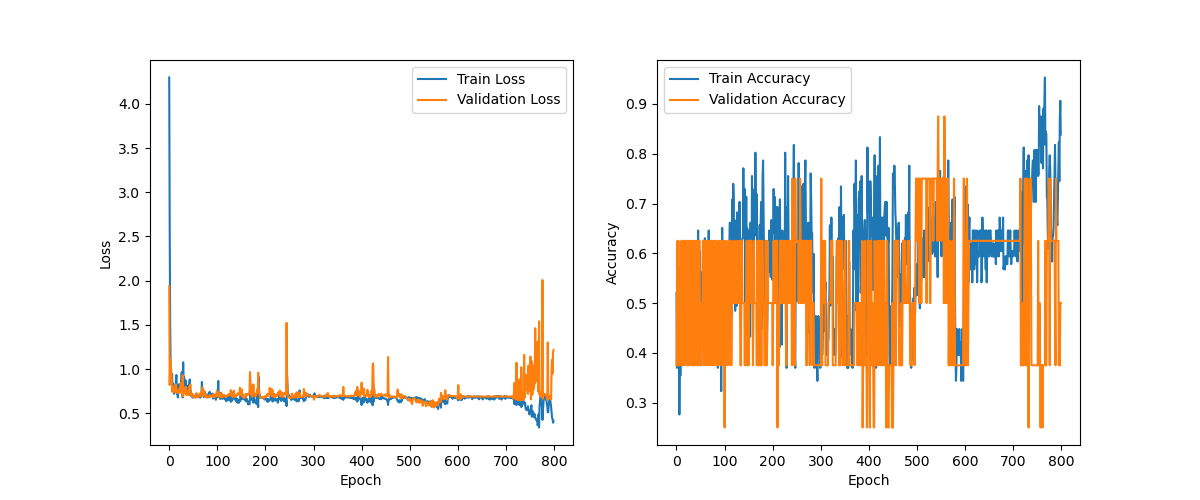 Train Loss
Validation Loss
4.0
3.5
3.0
2.5
2.0
1.5
1.0
0.5
Loss
0 100 200 300 400 500 600 700 800
Epoch
Train Accuracy
Validation Accuracy
0.9
0.8
0.7
0.6
0.5
0.4
0.3
Accuracy
0 100 200 300 400 500 600 700 800
Epoch